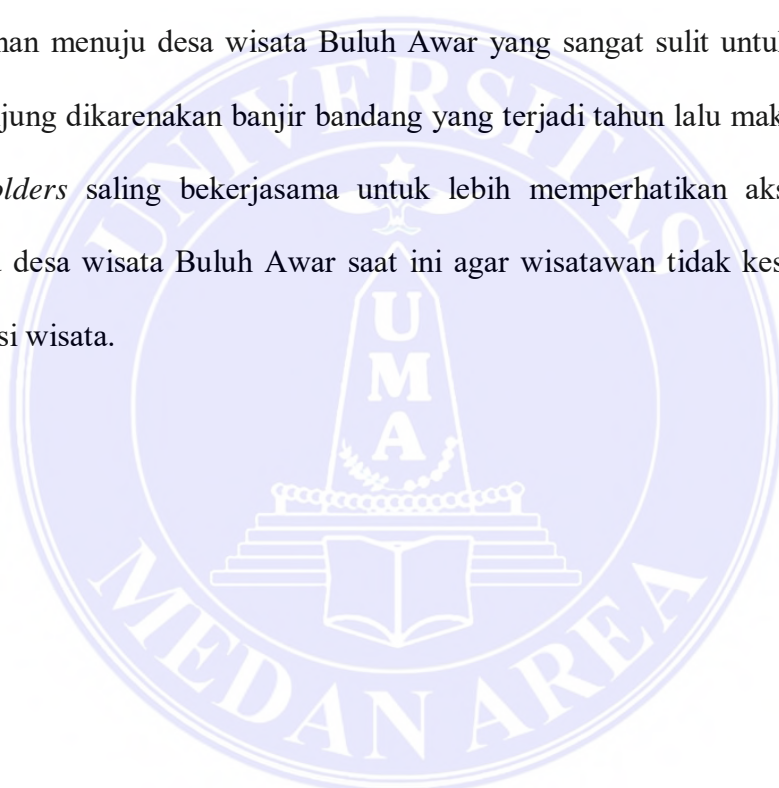 nan menuju desa wisata Buluh Awar yang sangat sulit untuk
jung dikarenakan banjir bandang yang terjadi tahun lalu mak
olders saling bekerjasama untuk lebih memperhatikan aks
desa wisata Buluh Awar saat ini agar wisatawan tidak kes
si wisata.
UNIVERSITAS
UMA
MEDAN AREA